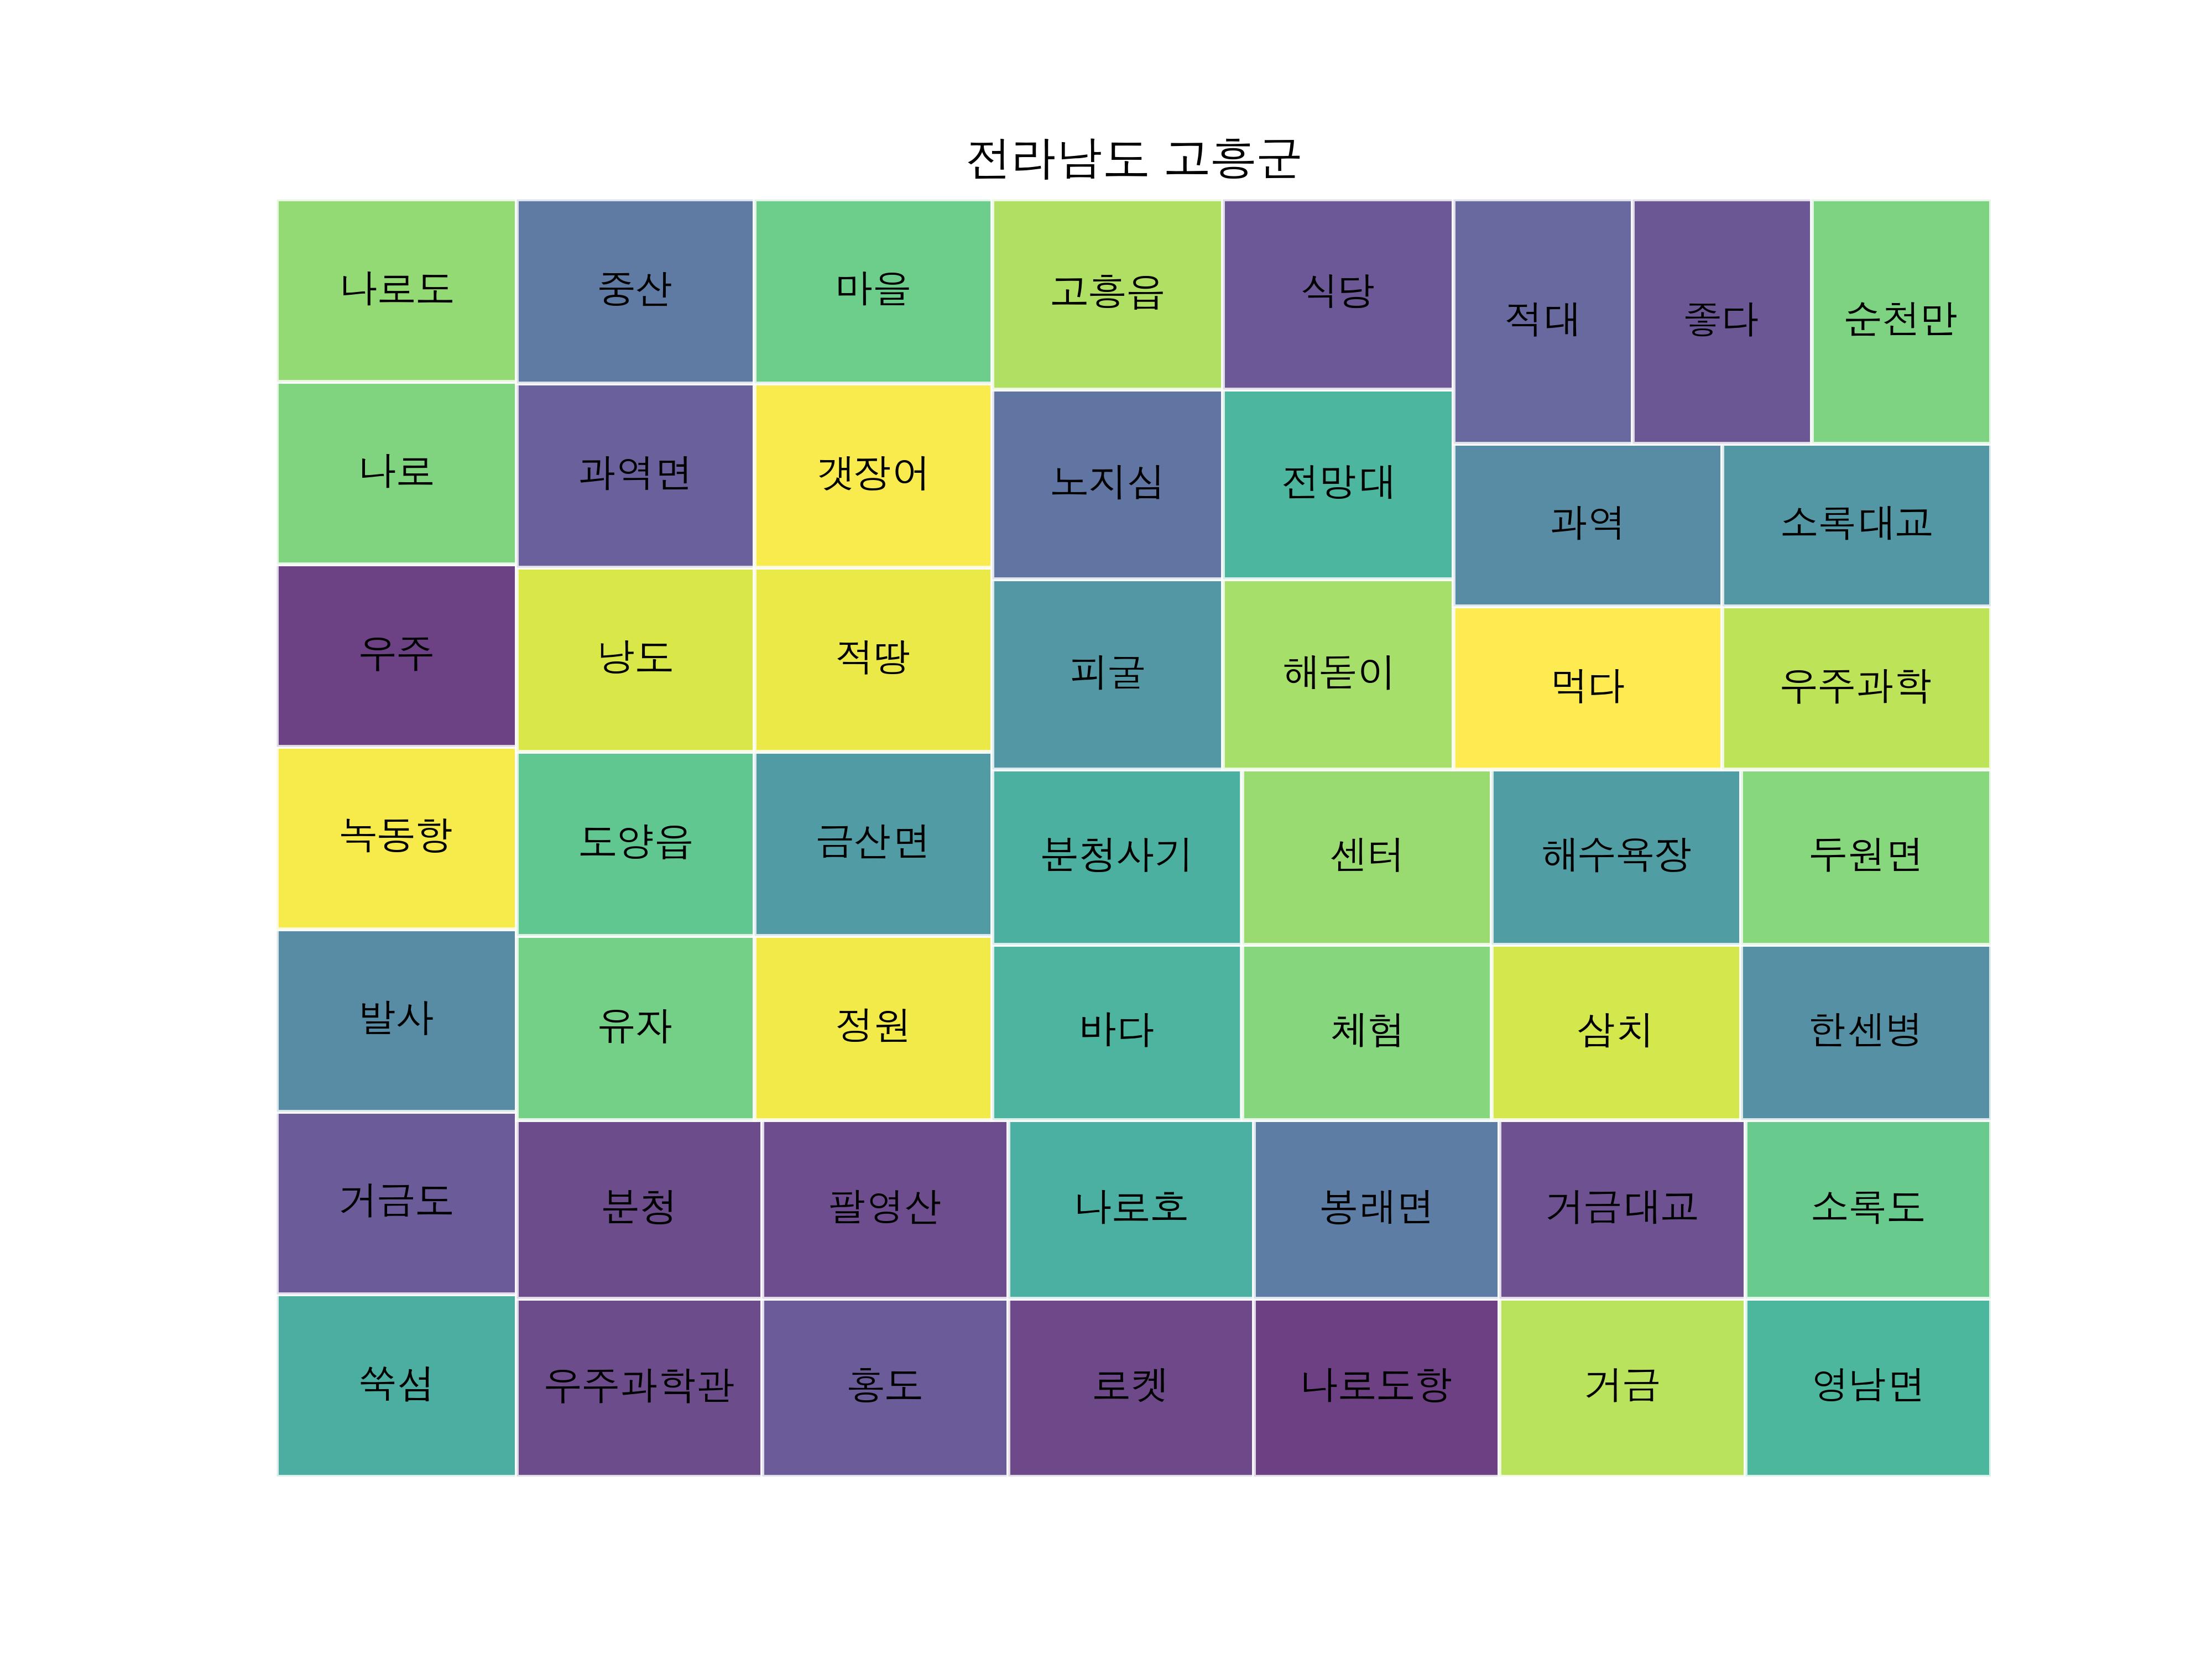 전라남도 고흥군
나로도
중산
마을
고흥읍
식당
적대
흥다
순천만
나로
과역면
갯장어
노지심
전망대
과역
소록대교
우주
낭도
적땅
피굴
해돋이
먹다
우주과학
녹동항
도양읍
금산면
분청사기
센터
해수욕장
두원면
발사
유자
정원
바다
체험
삼치
한센병
거금도
분청
팔영산
나로호
봉래면
거금대교
소록도
쑥섬
우주과학관
홍도
로켓
나로도항
거금
영남면